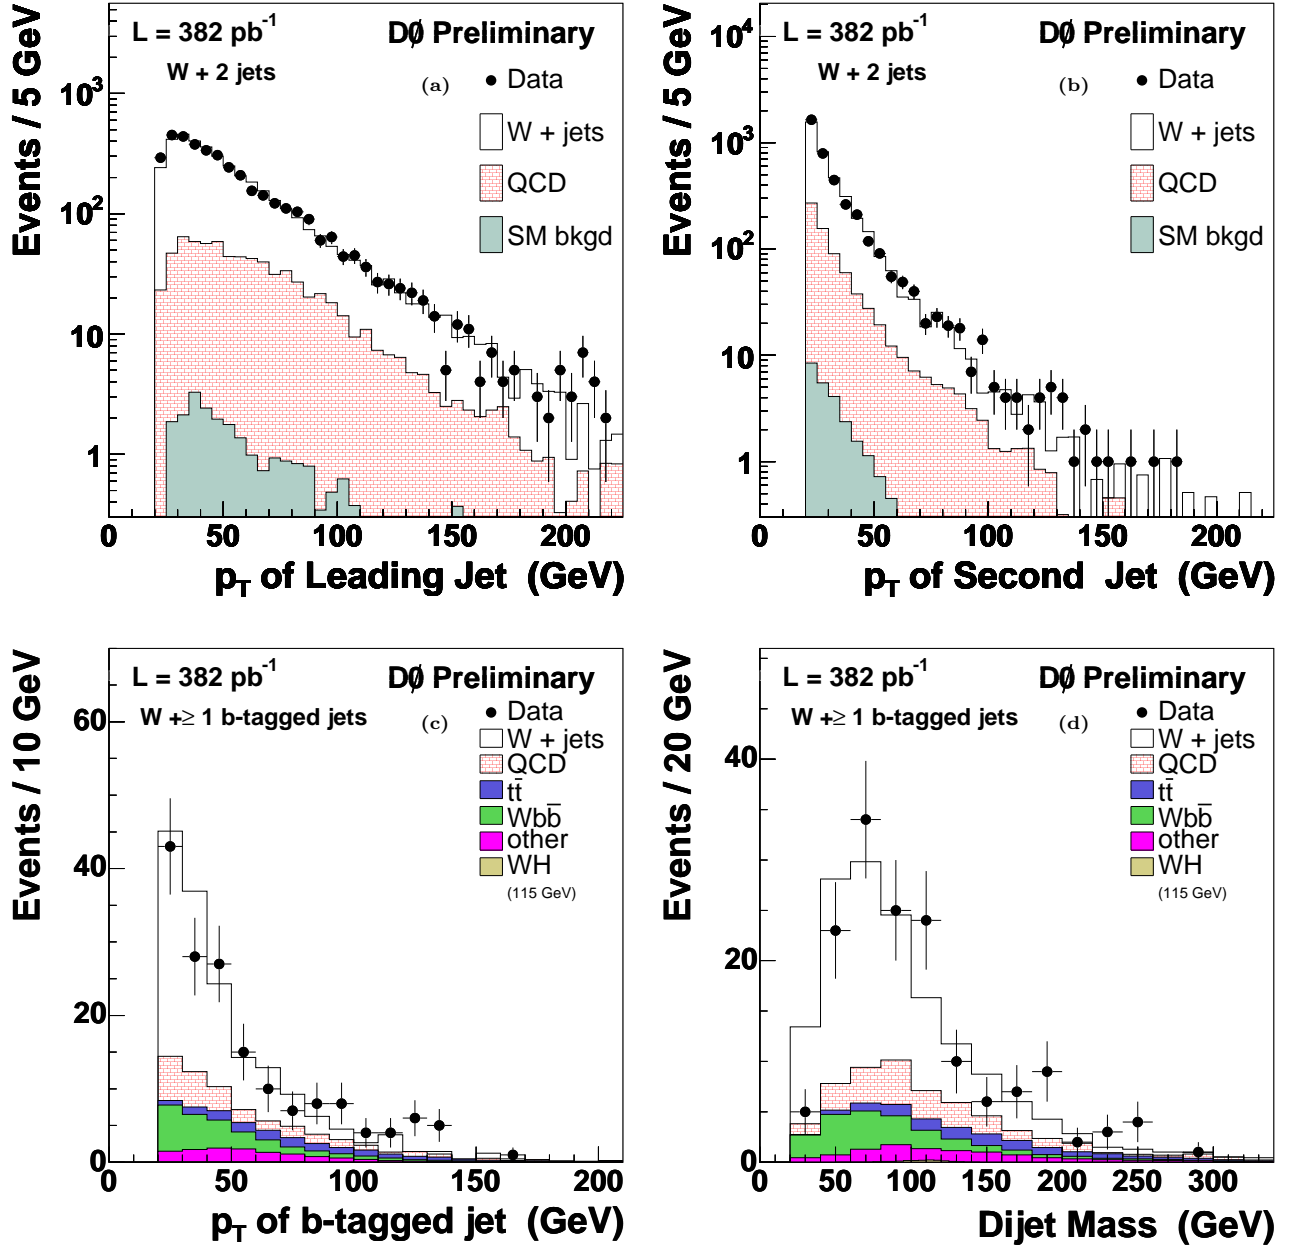 L = 382 pb⁻¹
DØ Preliminary
W + 2 jets
(a)
Data
W + jets
QCD
SM bkgd
Events / 5 GeV
10³
10²
10
1
0 50 100 150 200
p_T of Leading Jet (GeV)
L = 382 pb⁻¹
DØ Preliminary
W + 2 jets
(b)
Data
W + jets
QCD
SM bkgd
Events / 5 GeV
10⁴
10³
10²
10
1
0 50 100 150 200
p_T of Second Jet (GeV)
L = 382 pb⁻¹
DØ Preliminary
W +≥ 1 b-tagged jets
(c)
Data
W + jets
QCD
tt̄
Wbb̄
other
WH
(115 GeV)
Events / 10 GeV
60
40
20
0
0 50 100 150 200
p_T of b-tagged jet (GeV)
L = 382 pb⁻¹
DØ Preliminary
W +≥ 1 b-tagged jets
(d)
Data
W + jets
QCD
tt̄
Wbb̄
other
WH
(115 GeV)
Events / 20 GeV
40
20
0
0 50 100 150 200 250 300
Dijet Mass (GeV)